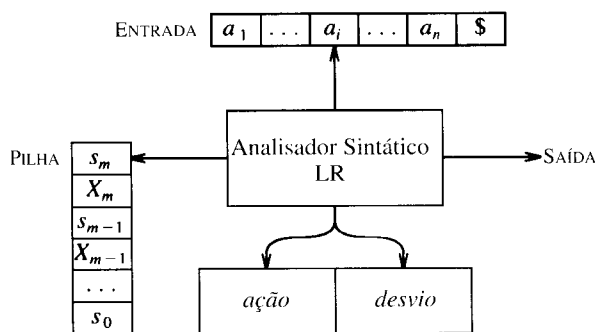 ENTRADA a1 ... ai ... an $
Analisador Sintático
LR
PILHA
SAÍDA
sm
Xm
sm−1
Xm−1
...
s0
ação desvio